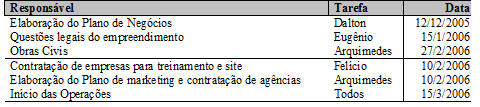 Responsável Tarefa Data
Elaboração do Plano de Negócios Dalton 12/12/2005
Questões legais do empreendimento Eugênio 15/1/2006
Obras Civis Arquimedes 27/2/2006
Contratação de empresas para treinamento e site Felício 10/2/2006
Elaboração do Plano de marketing e contratação de agências Arquimedes 10/2/2006
Inicio das Operações Todos 15/3/2006